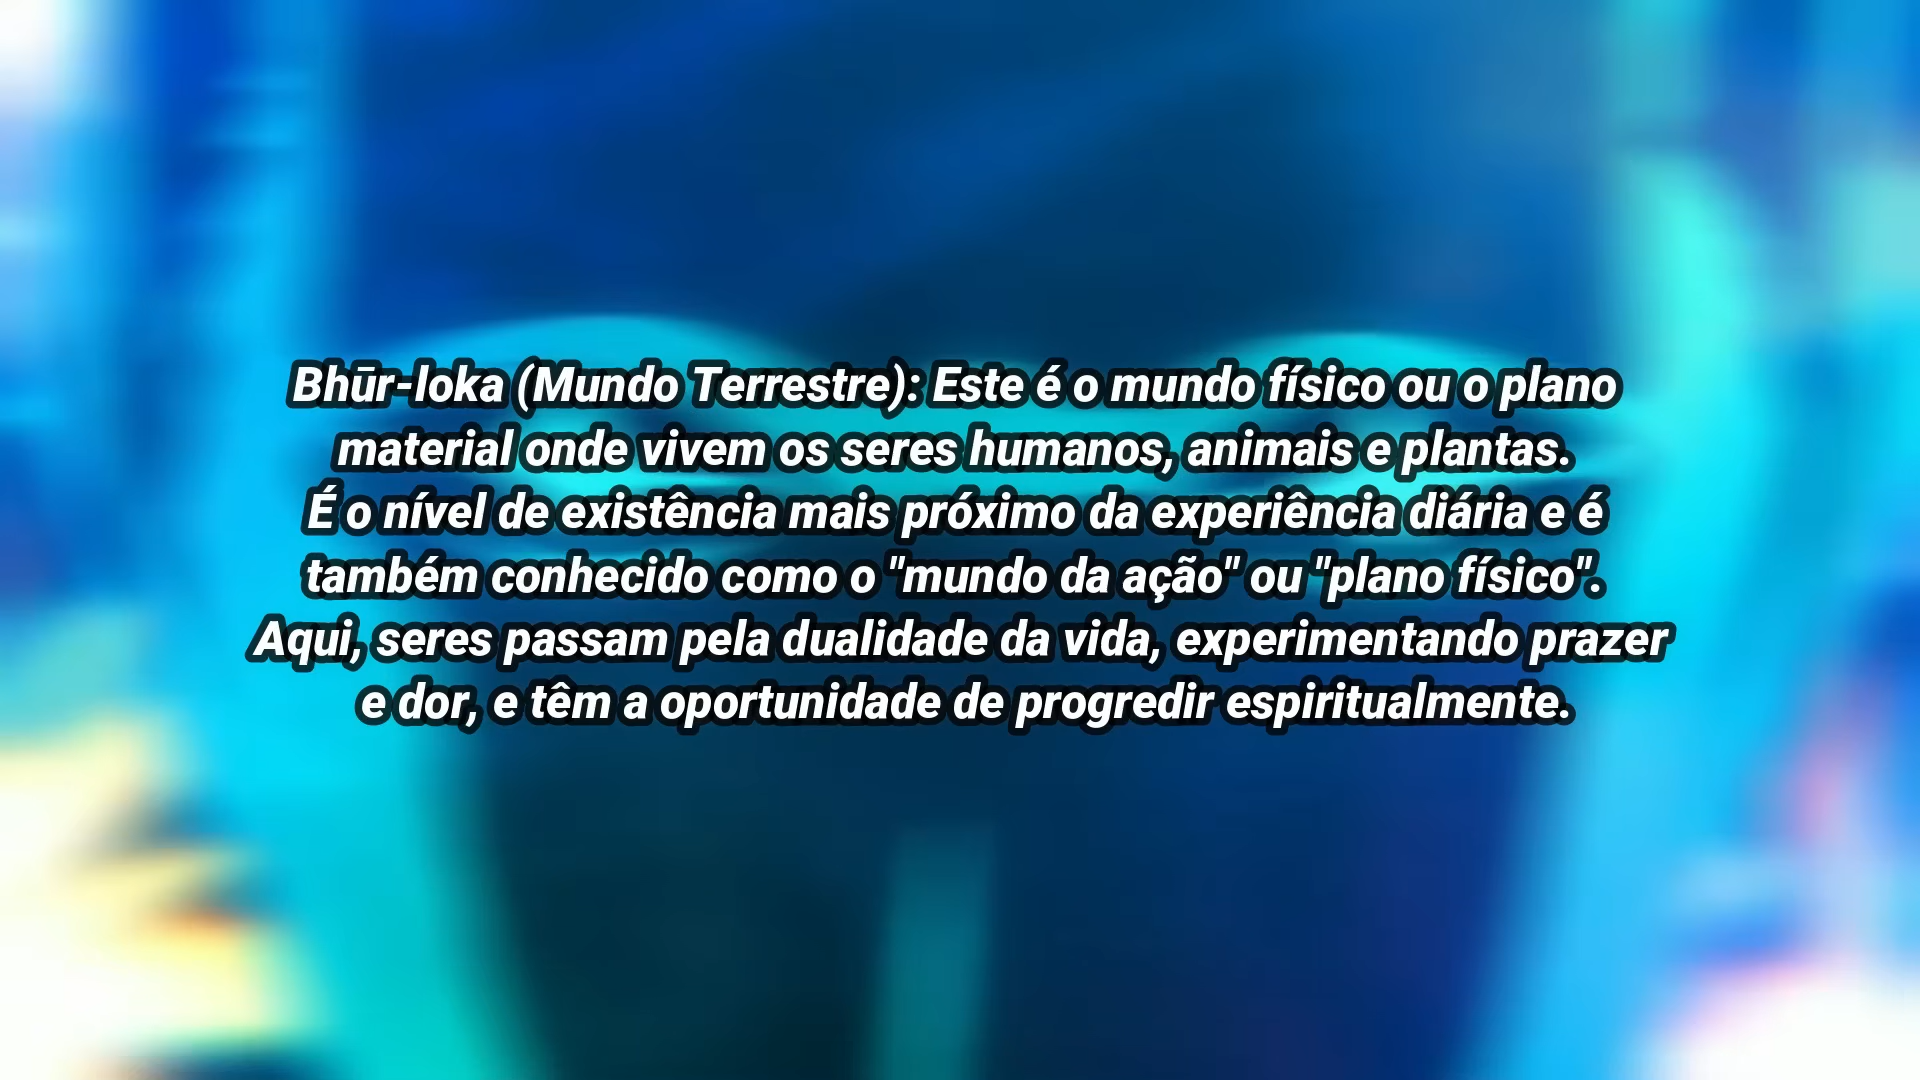 Bhūr-loka (Mundo Terrestre): Este é o mundo físico ou o plano
material onde vivem os seres humanos, animais e plantas.
É o nível de existência mais próximo da experiência diária e é
também conhecido como o "mundo da ação" ou "plano físico".
Aqui, seres passam pela dualidade da vida, experimentando prazer
e dor, e têm a oportunidade de progredir espiritualmente.